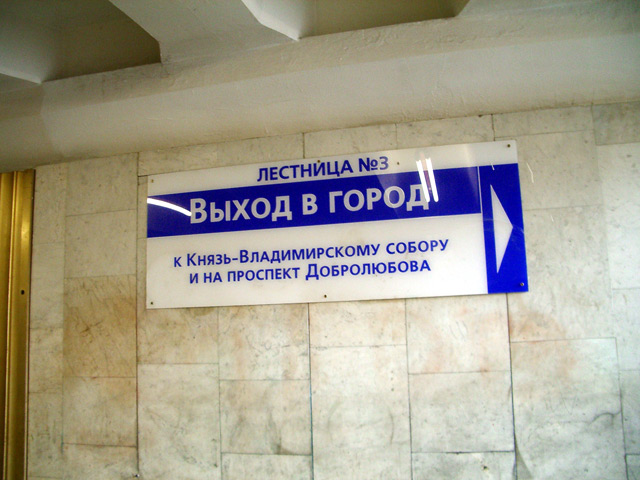 ЛЕСТНИЦА №3
ВЫХОД В ГОРОД
К КНЯЗЬ-ВЛАДИМИРСКОМУ СОБОРУ
И НА ПРОСПЕКТ ДОБРОЛЮБОВА